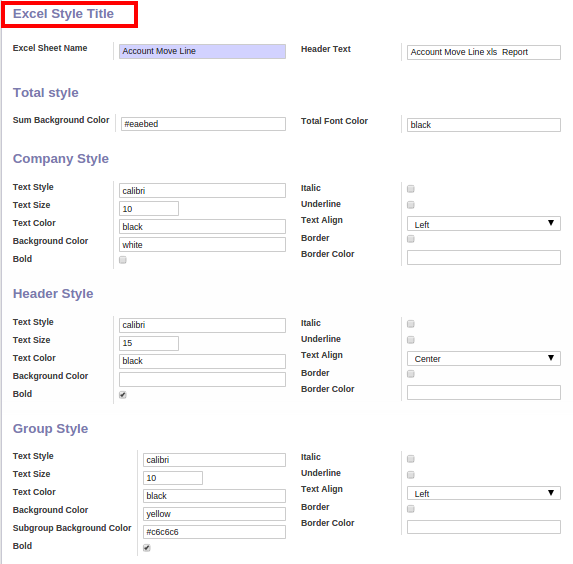 Excel Style Title
Excel Sheet Name Account Move Line Header Text Account Move Line xls  Report
Total style
Sum Background Color #eaebed Total Font Color black
Company Style
Text Style calibri Italic
Text Size 10 Underline
Text Color black Text Align Left
Background Color white Border
Bold Border Color
Header Style
Text Style calibri Italic
Text Size 15 Underline
Text Color black Text Align Center
Background Color Border
Bold Border Color
Group Style
Text Style calibri Italic
Text Size 10 Underline
Text Color black Text Align Left
Background Color yellow Border
Subgroup Background Color #c6c6c6 Border Color
Bold